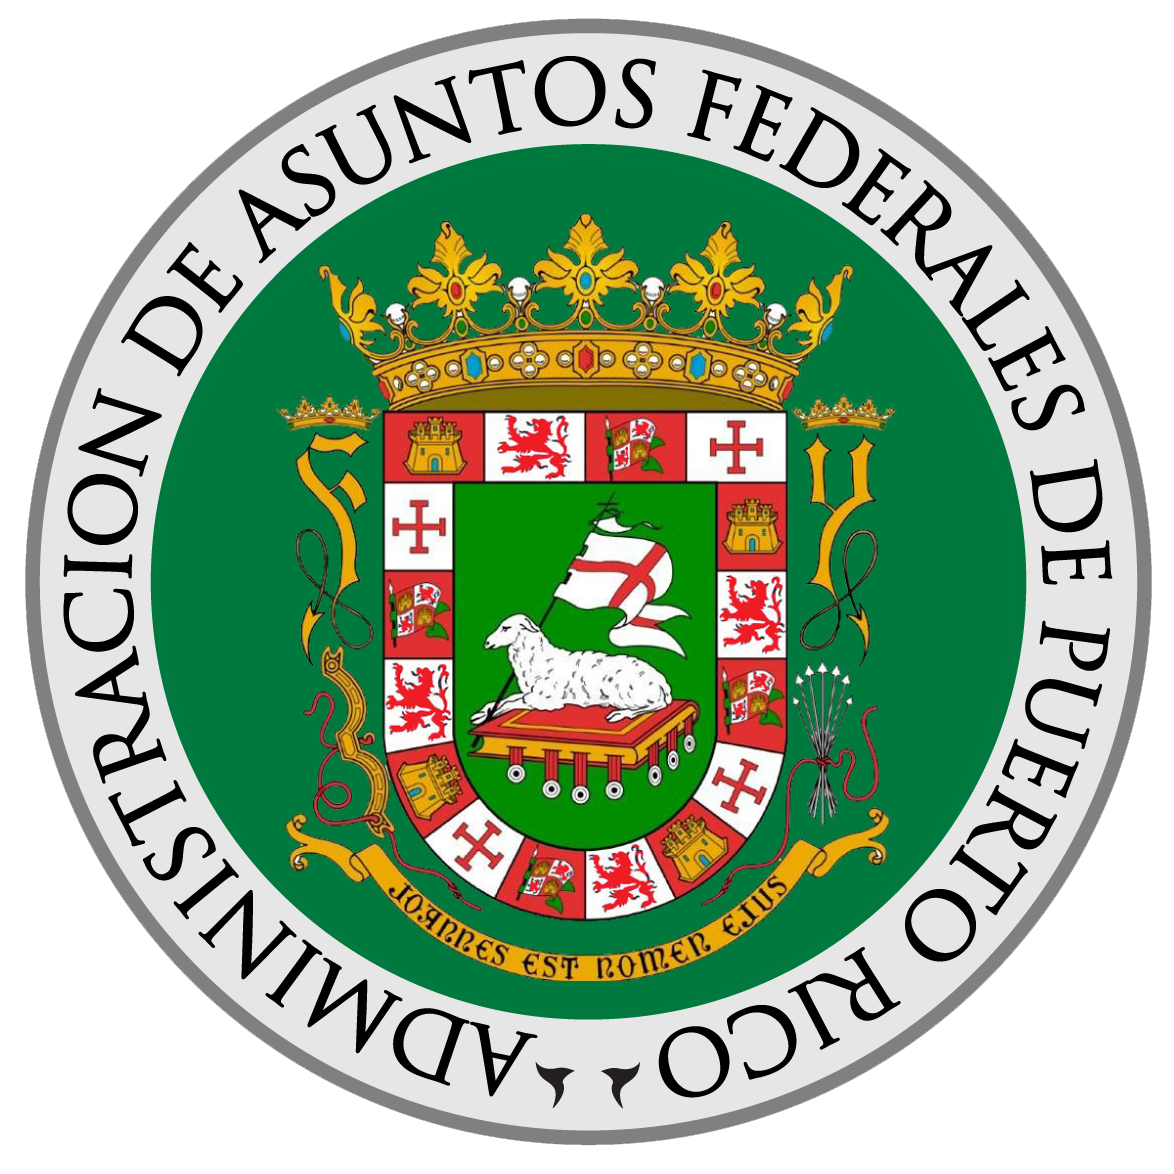 ADMINISTRACION DE ASUNTOS FEDERALES DE PUERTO RICO
F Y
JOANNES EST NOMEN EJUS